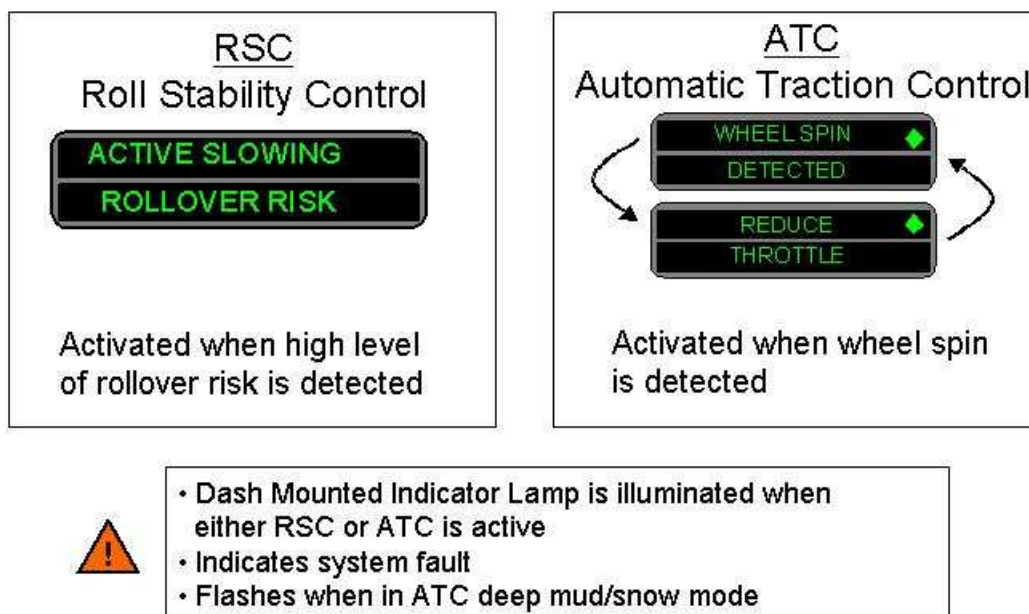 RSC
Roll Stability Control
ACTIVE SLOWING
ROLLOVER RISK
Activated when high level
of rollover risk is detected
ATC
Automatic Traction Control
WHEEL SPIN
DETECTED
REDUCE
THROTTLE
Activated when wheel spin
is detected
!
• Dash Mounted Indicator Lamp is illuminated when
either RSC or ATC is active
• Indicates system fault
• Flashes when in ATC deep mud/snow mode